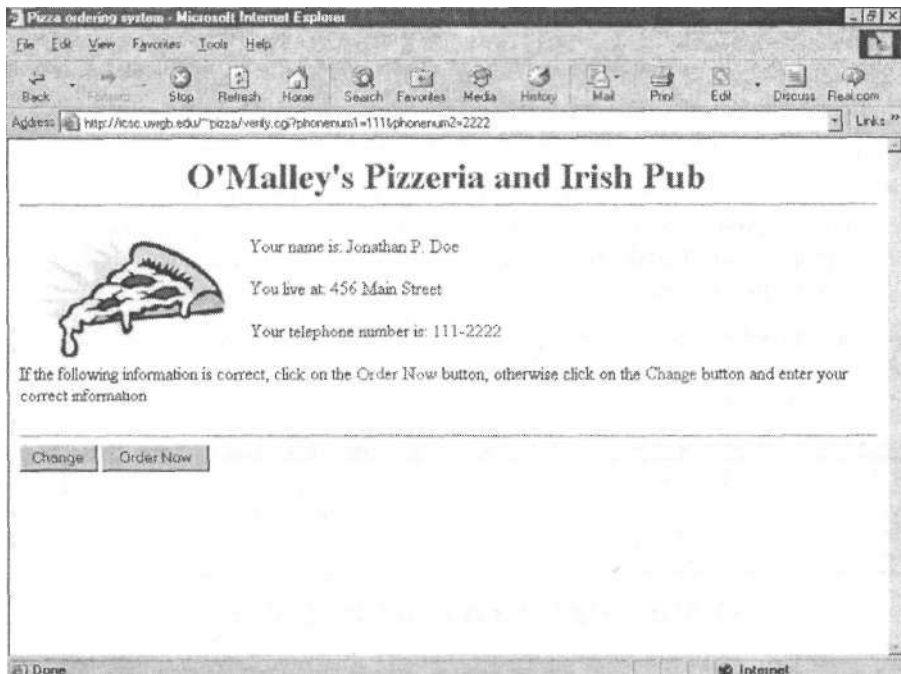 Pizza ordering system - Microsoft Internet Explorer
File Edit View Favorites Tools Help
Back Forward Stop Refresh Home Search Favorites Media History Mail Print Edit Discuss Real.com
Address http://icsc.uwgb.edu/~pizza/verify.cgi?phonenum1=111&phonenum2=2222 Links »
O'Malley's Pizzeria and Irish Pub
Your name is: Jonathan P. Doe
You live at: 456 Main Street
Your telephone number is: 111-2222
If the following information is correct, click on the Order Now button, otherwise click on the Change button and enter your
correct information
Change Order Now
Done Internet